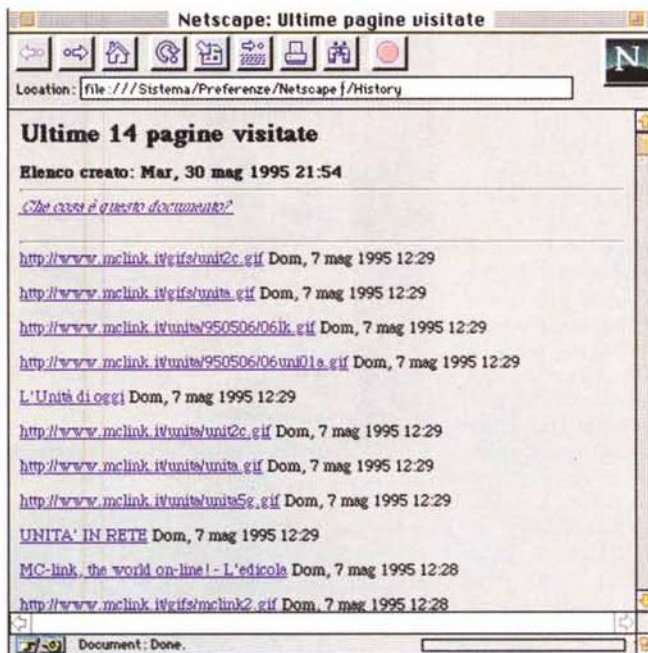 Netscape: Ultime pagine visitate
N
Location: file:///Sistema/Preferenze/Netscape ƒ/History
Ultime 14 pagine visitate
Elenco creato: Mar, 30 mag 1995 21:54
Che cosa è questo documento?
http://www.mclink.it/gifs/unit2c.gif Dom, 7 mag 1995 12:29
http://www.mclink.it/gifs/unita.gif Dom, 7 mag 1995 12:29
http://www.mclink.it/unita/950506/06lk.gif Dom, 7 mag 1995 12:29
http://www.mclink.it/unita/950506/06uni01a.gif Dom, 7 mag 1995 12:29
L'Unità di oggi Dom, 7 mag 1995 12:29
http://www.mclink.it/unita/unit2c.gif Dom, 7 mag 1995 12:29
http://www.mclink.it/unita/unita.gif Dom, 7 mag 1995 12:29
http://www.mclink.it/unita/unita5g.gif Dom, 7 mag 1995 12:29
UNITA' IN RETE Dom, 7 mag 1995 12:29
MC-link, the world on-line! - L'edicola Dom, 7 mag 1995 12:28
http://www.mclink.it/gifs/mclink2.gif Dom, 7 mag 1995 12:28
Document: Done.